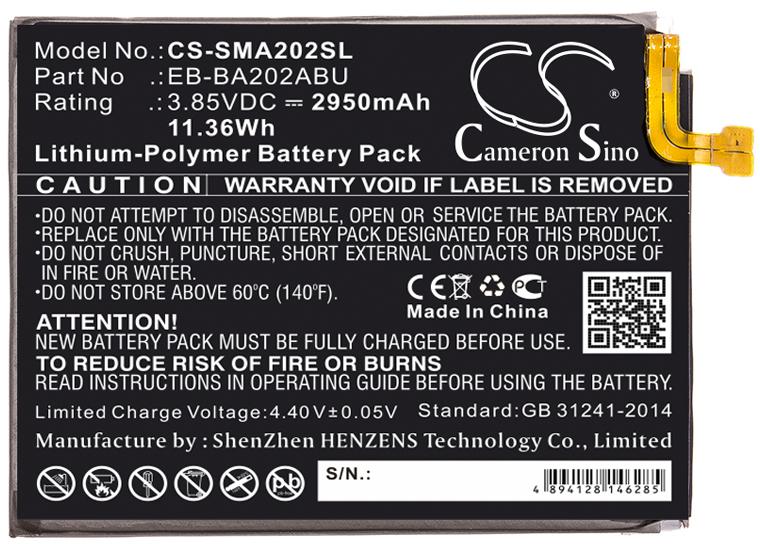 Model No.:CS-SMA202SL
Part No :EB-BA202ABU
Rating :3.85VDC ⎓ 2950mAh
11.36Wh
Lithium-Polymer Battery Pack
CS ®
Cameron Sino
CAUTION WARRANTY VOID IF LABEL IS REMOVED
•DO NOT ATTEMPT TO DISASSEMBLE, OPEN OR SERVICE THE BATTERY PACK.
•REPLACE ONLY WITH THE BATTERY PACK DESIGNATED FOR YOUR PRODUCT.
•DO NOT CRUSH, PUNCTURE, SHORT EXTERNAL CONTACTS OR DISPOSE OF
IN FIRE OR WATER.
•DO NOT STORE ABOVE 60°C (140°F).
CE PCT
Made In China
ATTENTION!
NEW BATTERY PACK MUST BE FULLY CHARGED BEFORE USE.
TO REDUCE RISK OF FIRE OR BURNS,
READ INSTRUCTIONS IN OPERATING GUIDE BEFORE CHARGING.
Limited Charge Voltage:4.40V±0.05V Standard:GB 31241-2014
Manufacturing by : ShenZhen HENZENS Technology Co., Limited
pb
S/N.:
4 894128 146285